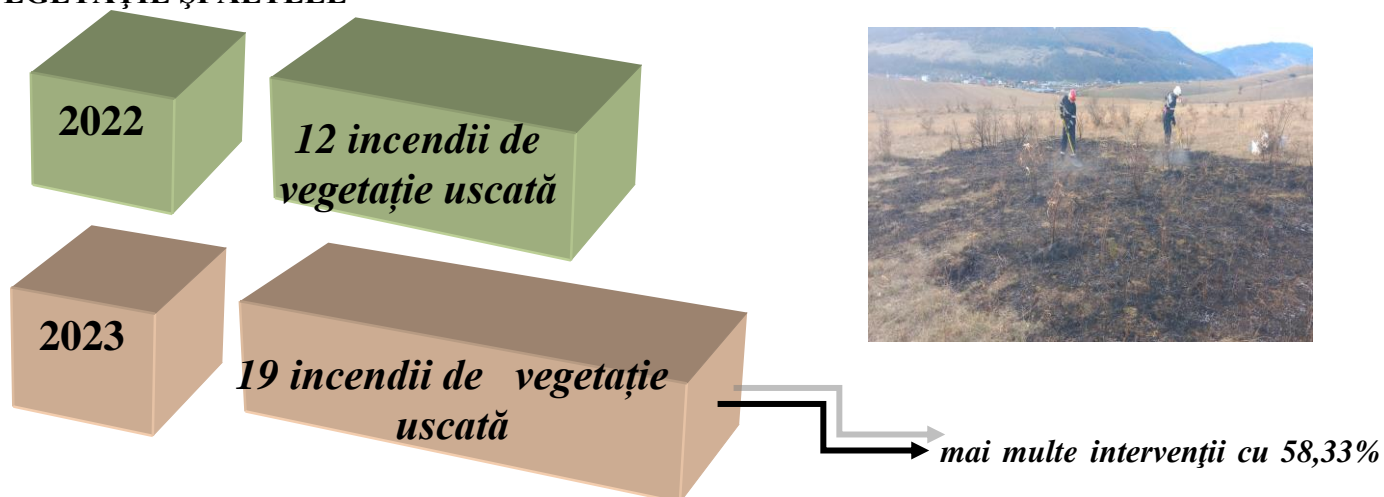 2022
12 incendii de
vegetație uscată
2023
19 incendii de vegetație
uscată
mai multe intervenţii cu 58,33%